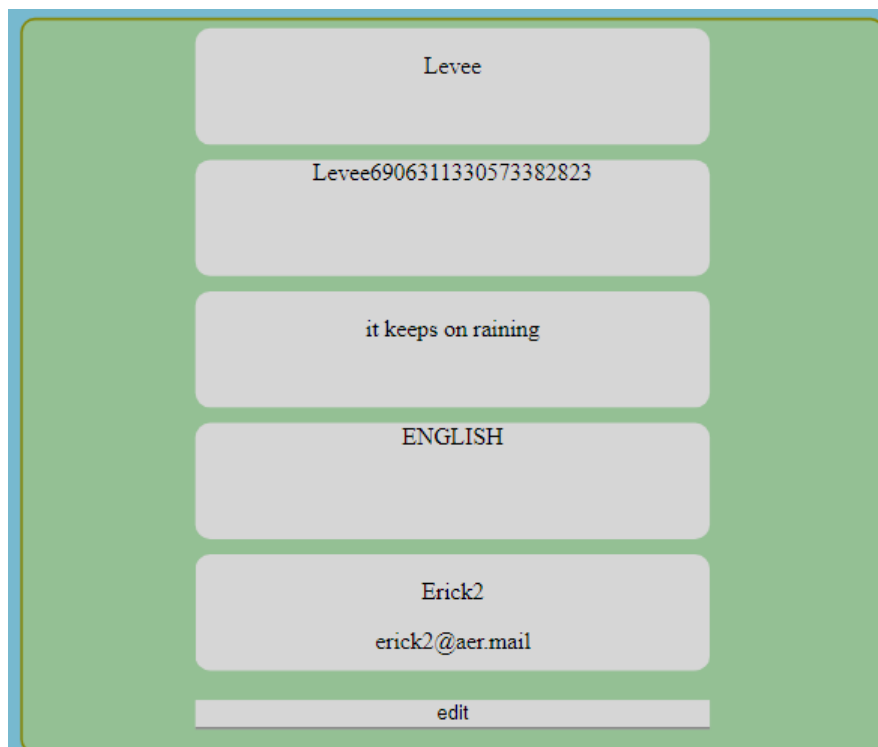 Levee
Levee6906311330573382823
it keeps on raining
ENGLISH
Erick2
erick2@aer.mail
edit